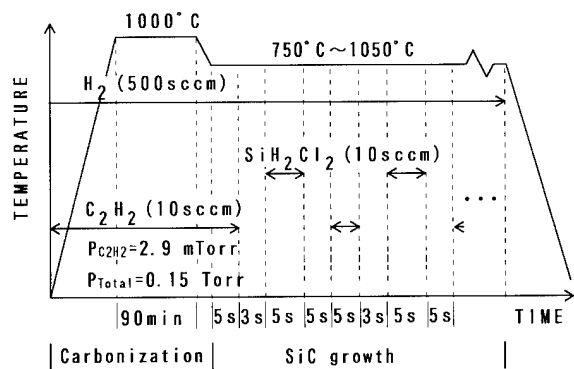 1000°C
750°C～1050°C
H2 (500sccm)
TEMPERATURE
SiH2Cl2 (10sccm)
C2H2 (10sccm)
PC2H2=2.9 mTorr
PTotal=0.15 Torr
90min 5s 3s 5s 5s 5s 3s 5s 5s TIME
Carbonization SiC growth